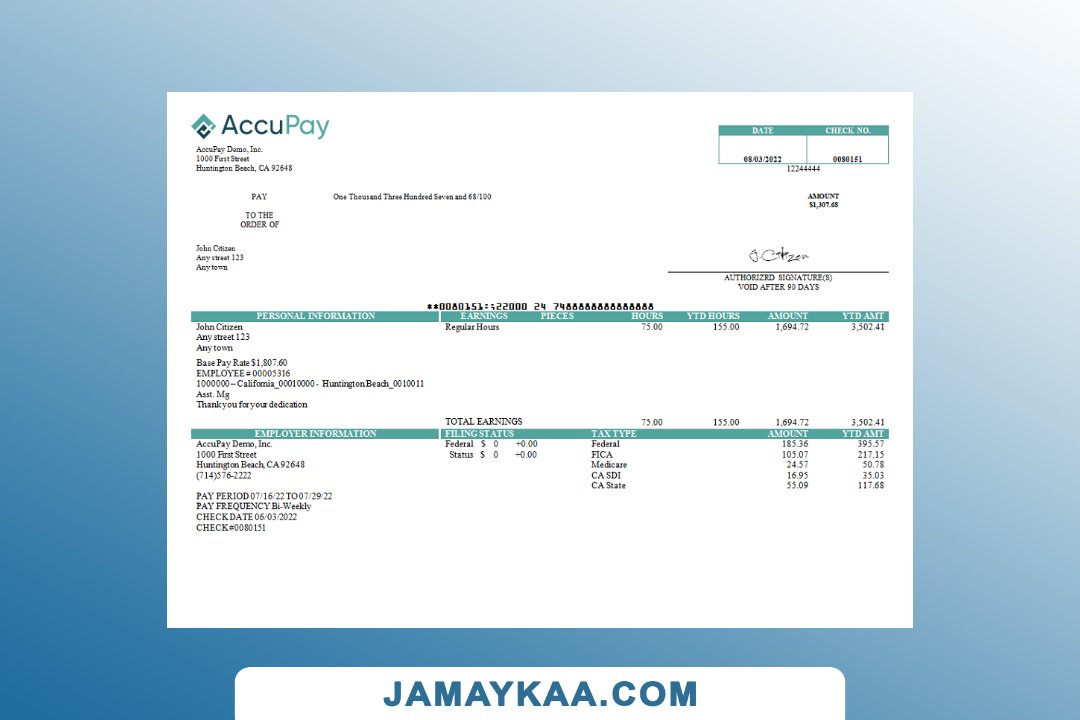 AccuPay
AccuPay Demo, Inc.
1000 First Street
Huntington Beach, CA 92648
DATE CHECK NO.
08/03/2022 0080151
12244444
PAY One Thousand Three Hundred Seven and 68/100 AMOUNT
$1,307.68
TO THE
ORDER OF
John Citizen
Any street 123
Any town
J.Citizen
AUTHORIZRD SIGNATURE(S)
VOID AFTER 90 DAYS
**0080151:;22000 24 748888888888888
PERSONAL INFORMATION EARNINGS PIECES HOURS YTD HOURS AMOUNT YTD AMT
John Citizen Regular Hours 75.00 155.00 1,694.72 3,502.41
Any street 123
Any town
Base Pay Rate $1,807.60
EMPLOYEE # 00005316
1000000 – California_00010000 - Huntington Beach_0010011
Asst. Mg
Thank you for your dedication
TOTAL EARNINGS 75.00 155.00 1,694.72 3,502.41
EMPLOYER INFORMATION FILING STATUS TAX TYPE AMOUNT YTD AMT
AccuPay Demo, Inc. Federal $ 0 +0.00 Federal 185.36 395.57
1000 First Street Status $ 0 +0.00 FICA 105.07 217.15
Huntington Beach, CA 92648 Medicare 24.57 50.78
(714)576-2222 CA SDI 16.95 35.03
CA State 55.09 117.68
PAY PERIOD 07/16/22 TO 07/29/22
PAY FREQUENCY Bi-Weekly
CHECK DATE 06/03/2022
CHECK #0080151
JAMAYKAA.COM